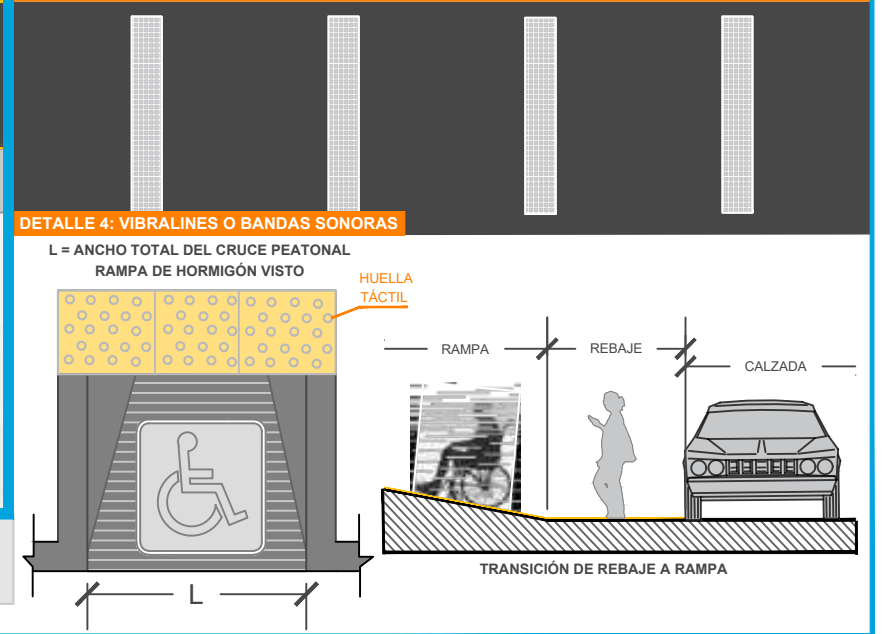 DETALLE 4: VIBRALINES O BANDAS SONORAS
L = ANCHO TOTAL DEL CRUCE PEATONAL
RAMPA DE HORMIGÓN VISTO
HUELLA
TÁCTIL
RAMPA
REBAJE
CALZADA
TRANSICIÓN DE REBAJE A RAMPA
L